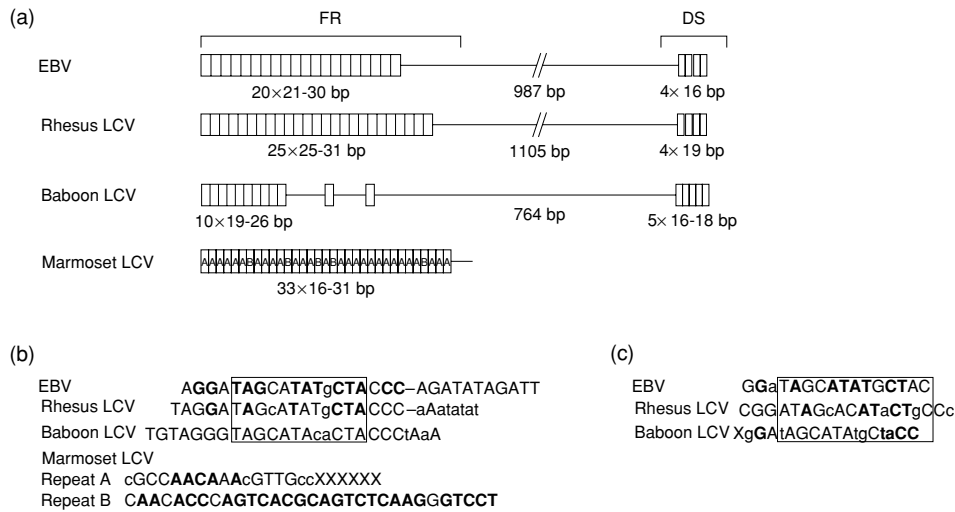 (a)
FR DS
EBV
20×21-30 bp 987 bp 4× 16 bp
Rhesus LCV
25×25-31 bp 1105 bp 4× 19 bp
Baboon LCV
10×19-26 bp 764 bp 5× 16-18 bp
Marmoset LCV
33×16-31 bp
(b)
EBV AGGATAGCATATgCTACCC–AGATATAGATT
Rhesus LCV TAGGATAgcATATgCTACCC–aAatatat
Baboon LCV TGTAGGGTAGCATAcaCTACCCtAaA
Marmoset LCV
Repeat A cGCCAACAAAcGTTGccXXXXXX
Repeat B CAACACCCAGTCACGCAGTCTCAAGGGTCCT
(c)
EBV GGaTAGCATATGCTAC
Rhesus LCV CGGATAgcACATaCTgCCc
Baboon LCV XgGAtAGCATAtgCtaCC